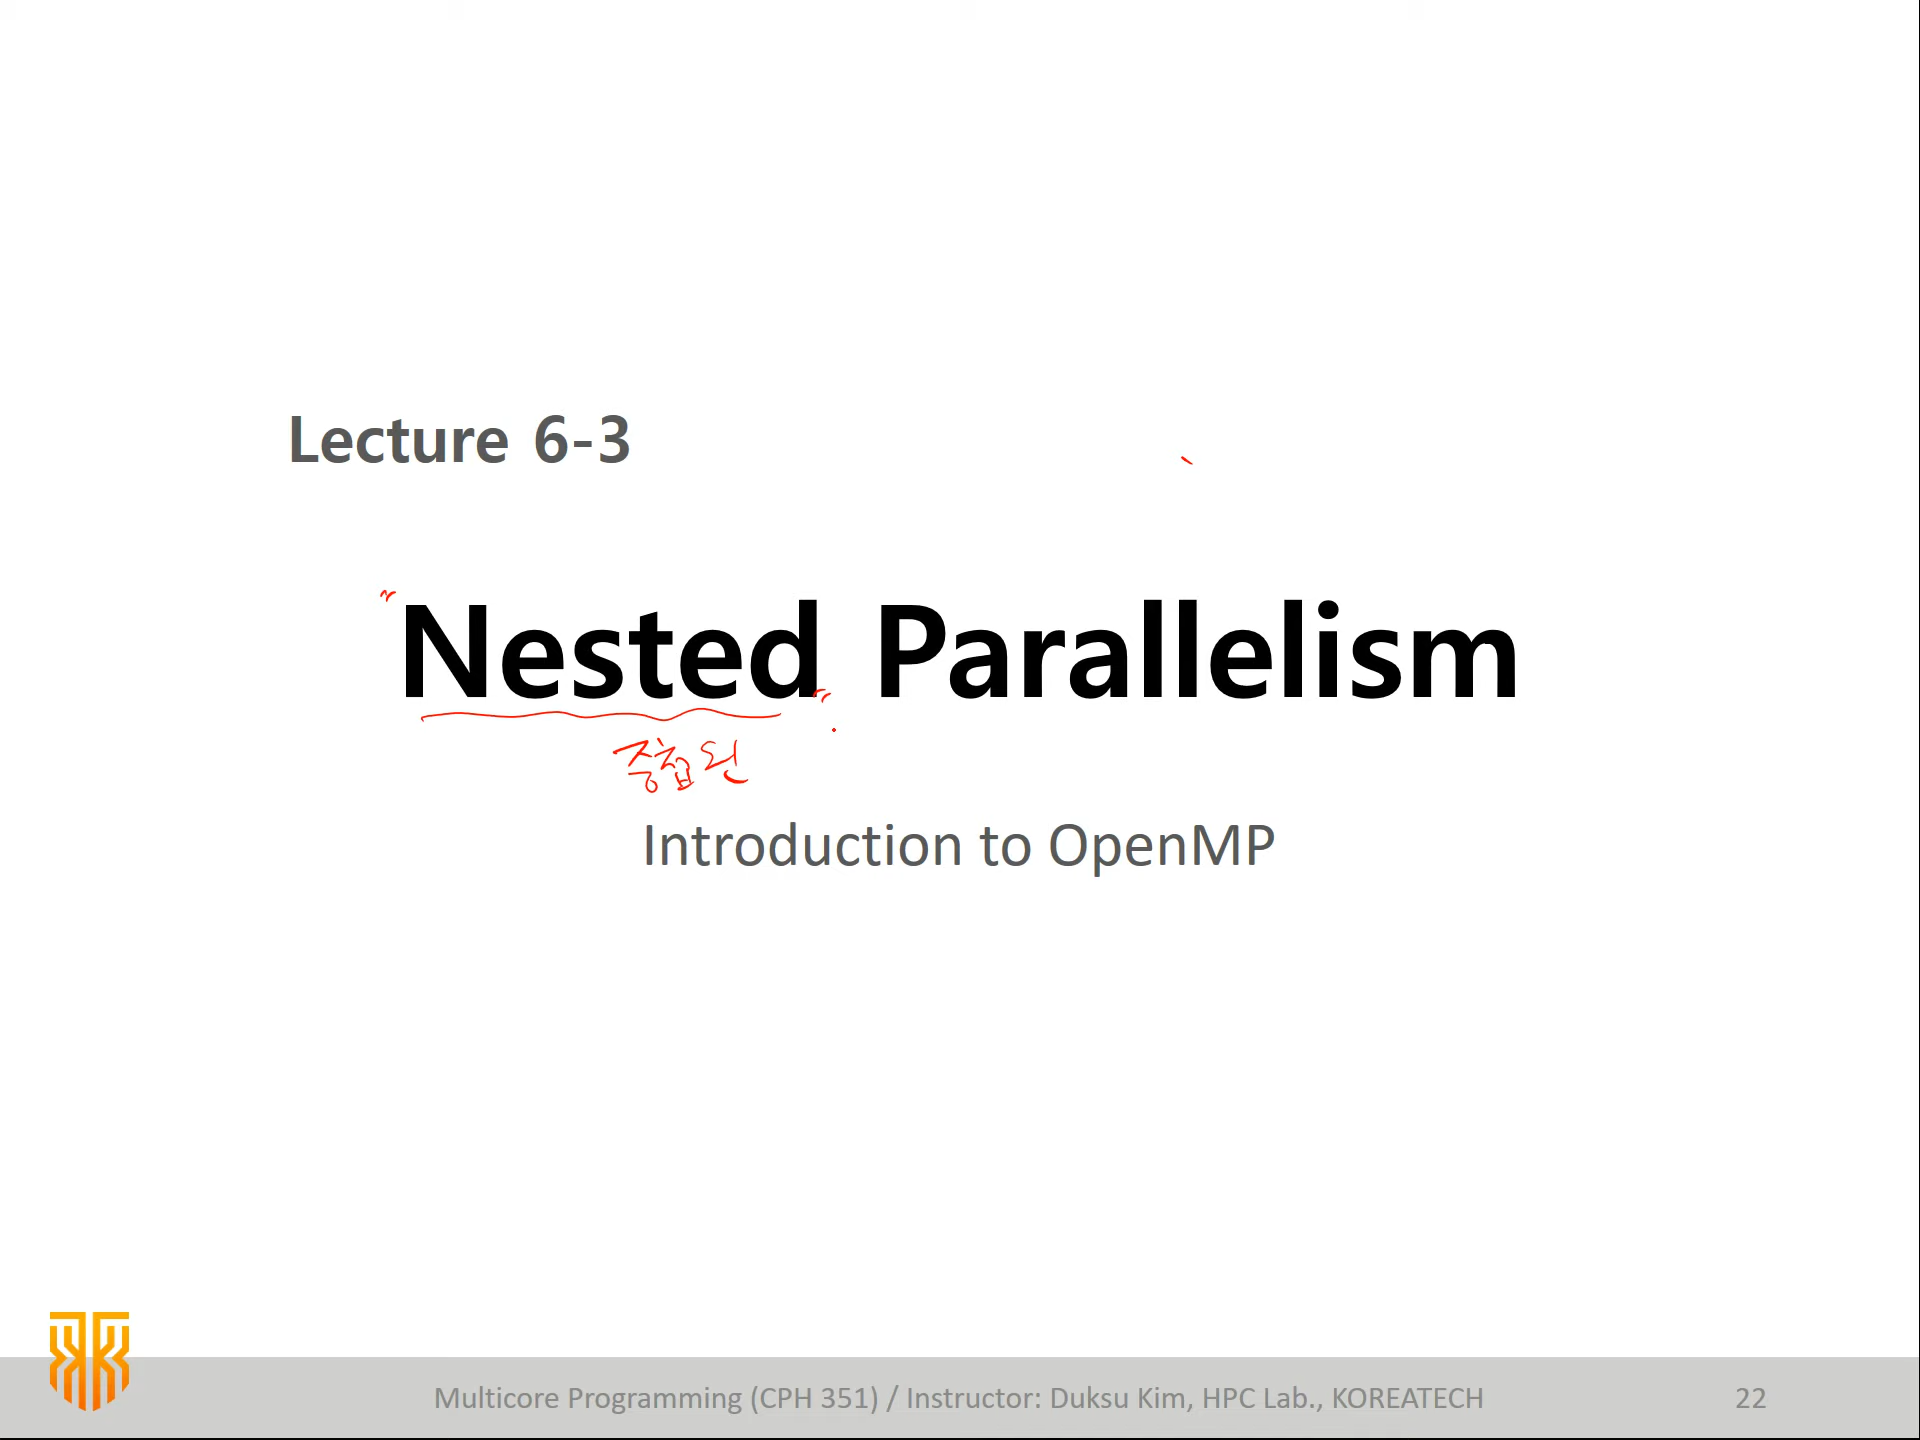 Lecture 6-3
"Nested" Parallelism
중첩된
Introduction to OpenMP
Multicore Programming (CPH 351) / Instructor: Duksu Kim, HPC Lab., KOREATECH
22